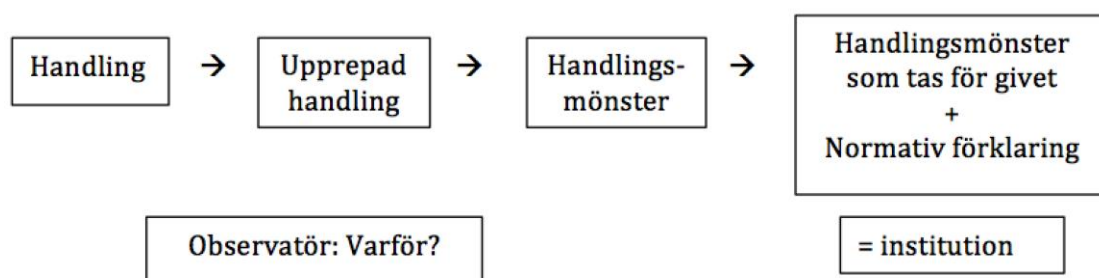 Handling
→
Upprepad
handling
→
Handlings-
mönster
→
Handlingsmönster
som tas för givet
+
Normativ förklaring
Observatör: Varför?
= institution